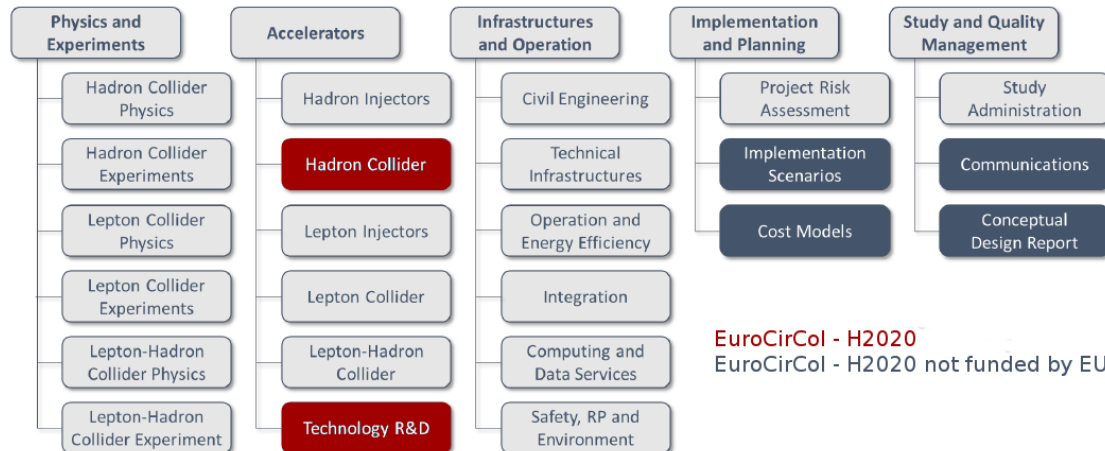 Physics and
Experiments
Hadron Collider
Physics
Hadron Collider
Experiments
Lepton Collider
Physics
Lepton Collider
Experiments
Lepton-Hadron
Collider Physics
Lepton-Hadron
Collider Experiment
Accelerators
Hadron Injectors
Hadron Collider
Lepton Injectors
Lepton Collider
Lepton-Hadron
Collider
Technology R&D
Infrastructures
and Operation
Civil Engineering
Technical
Infrastructures
Operation and
Energy Efficiency
Integration
Computing and
Data Services
Safety, RP and
Environment
Implementation
and Planning
Project Risk
Assessment
Implementation
Scenarios
Cost Models
Study and Quality
Management
Study
Administration
Communications
Conceptual
Design Report
EuroCirCol - H2020
EuroCirCol - H2020 not funded by EU